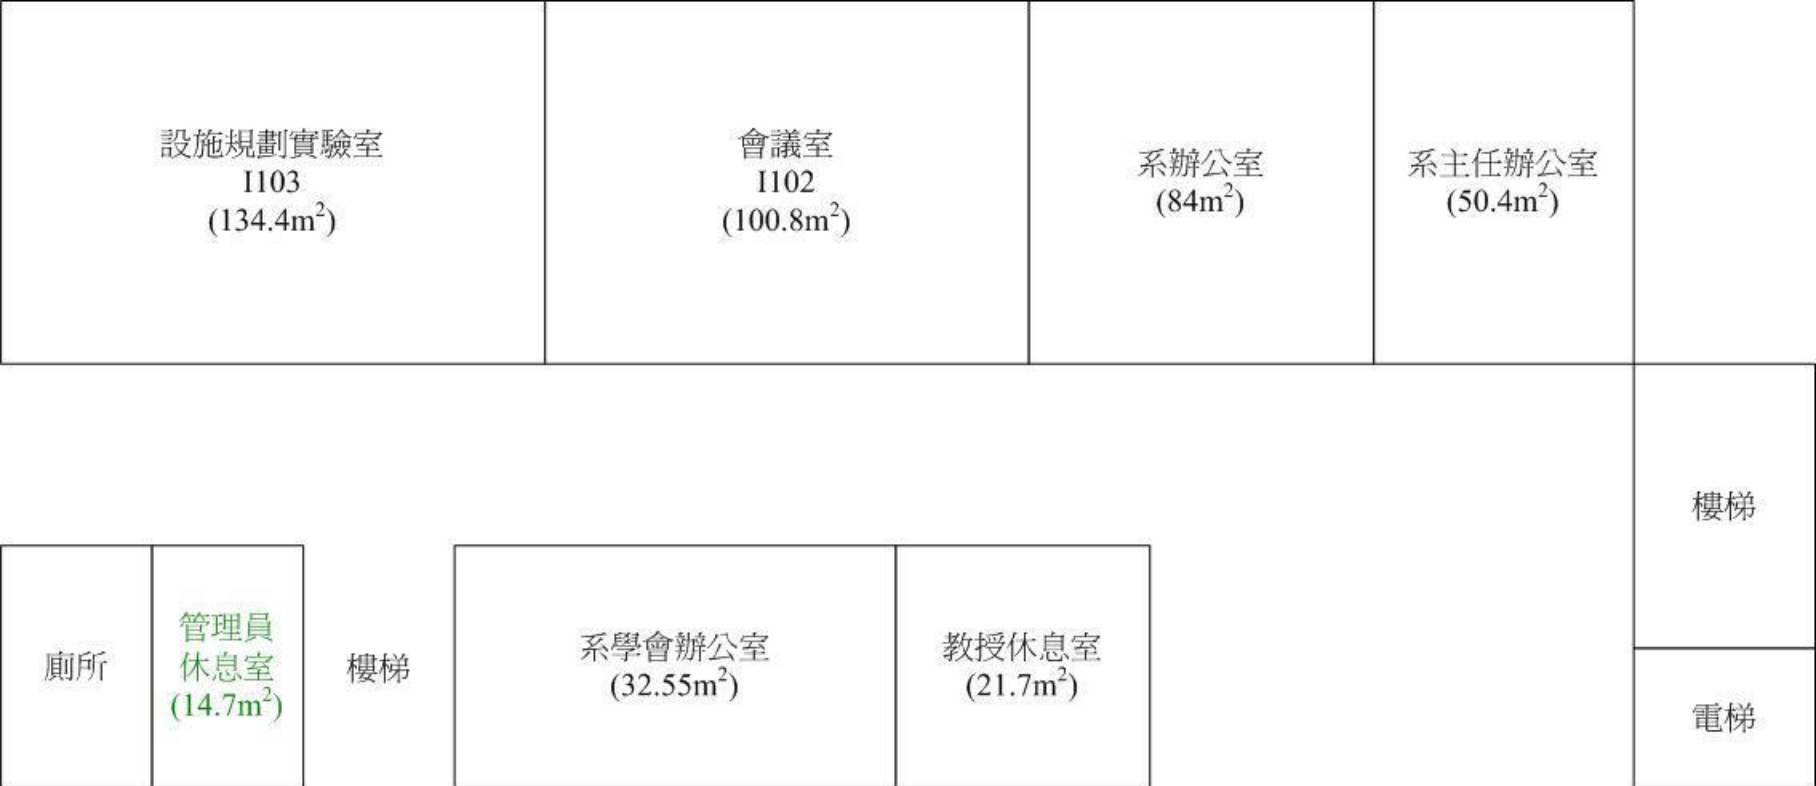 設施規劃實驗室
I103
(134.4m²)
會議室
I102
(100.8m²)
系辦公室
(84m²)
系主任辦公室
(50.4m²)
樓梯
廁所
管理員
休息室
(14.7m²)
樓梯
系學會辦公室
(32.55m²)
教授休息室
(21.7m²)
電梯